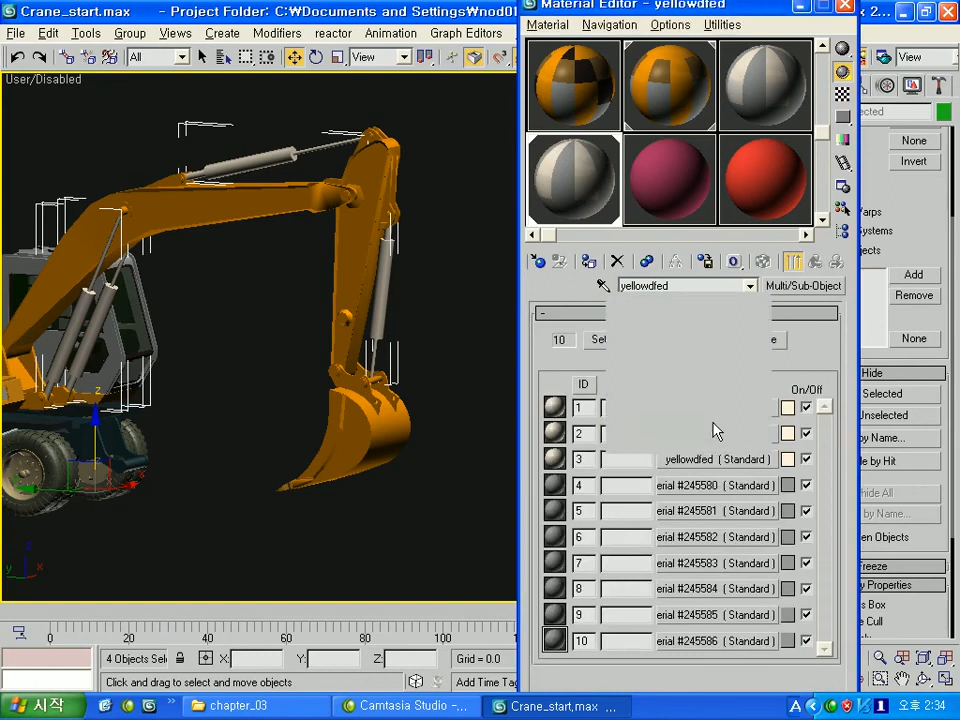 Crane_start.max - Project Folder: C:₩Documents and Settings₩nod01
File Edit Tools Group Views Create Modifiers reactor Animation Graph Editors
All
View
User/Disabled
Material Editor - yellowdfed
Material Navigation Options Utilities
yellowdfed
Multi/Sub-Object
10
ID
On/Off
1
2
3 yellowdfed ( Standard )
4 erial #245580 ( Standard )
5 erial #245581 ( Standard )
6 erial #245582 ( Standard )
7 erial #245583 ( Standard )
8 erial #245584 ( Standard )
9 erial #245585 ( Standard )
10 erial #245586 ( Standard )
View
None
Invert
Add
Remove
None
Hide
Unselected
Freeze
z
x
y
z
x
0 20 40 60 80 100
4 Objects Sel
X:
Y:
Z:
Grid = 0.0
Click and drag to select and move objects
Add Time Tag
시작
chapter_03
Camtasia Studio - ...
Crane_start,max ...
A
오후 2:34